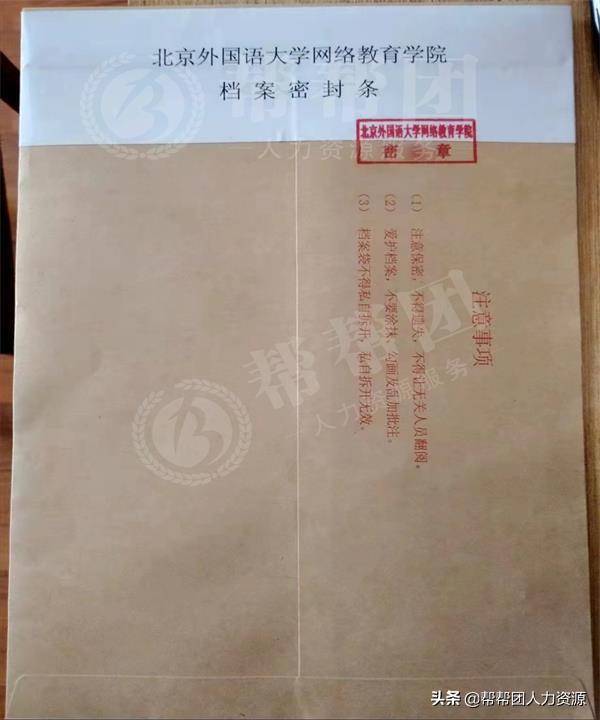 北京外国语大学网络教育学院
档案密封条
北京外国语大学网络教育学院
密 章
注意事项
(1) 注意保密，不得遗失，不得让无关人员翻阅。
(2) 爱护档案，不要涂抹、勾画及乱加批注。
(3) 档案袋不得私自拆开，私自拆开无效。
帮帮团
人力资源服务
帮帮团
人力资源服务
头条 @帮帮团人力资源